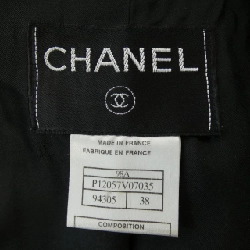 CHANEL
MADE IN FRANCE
FABRIQUE EN FRANCE
P12057V07035
94305 38
COMPOSITION